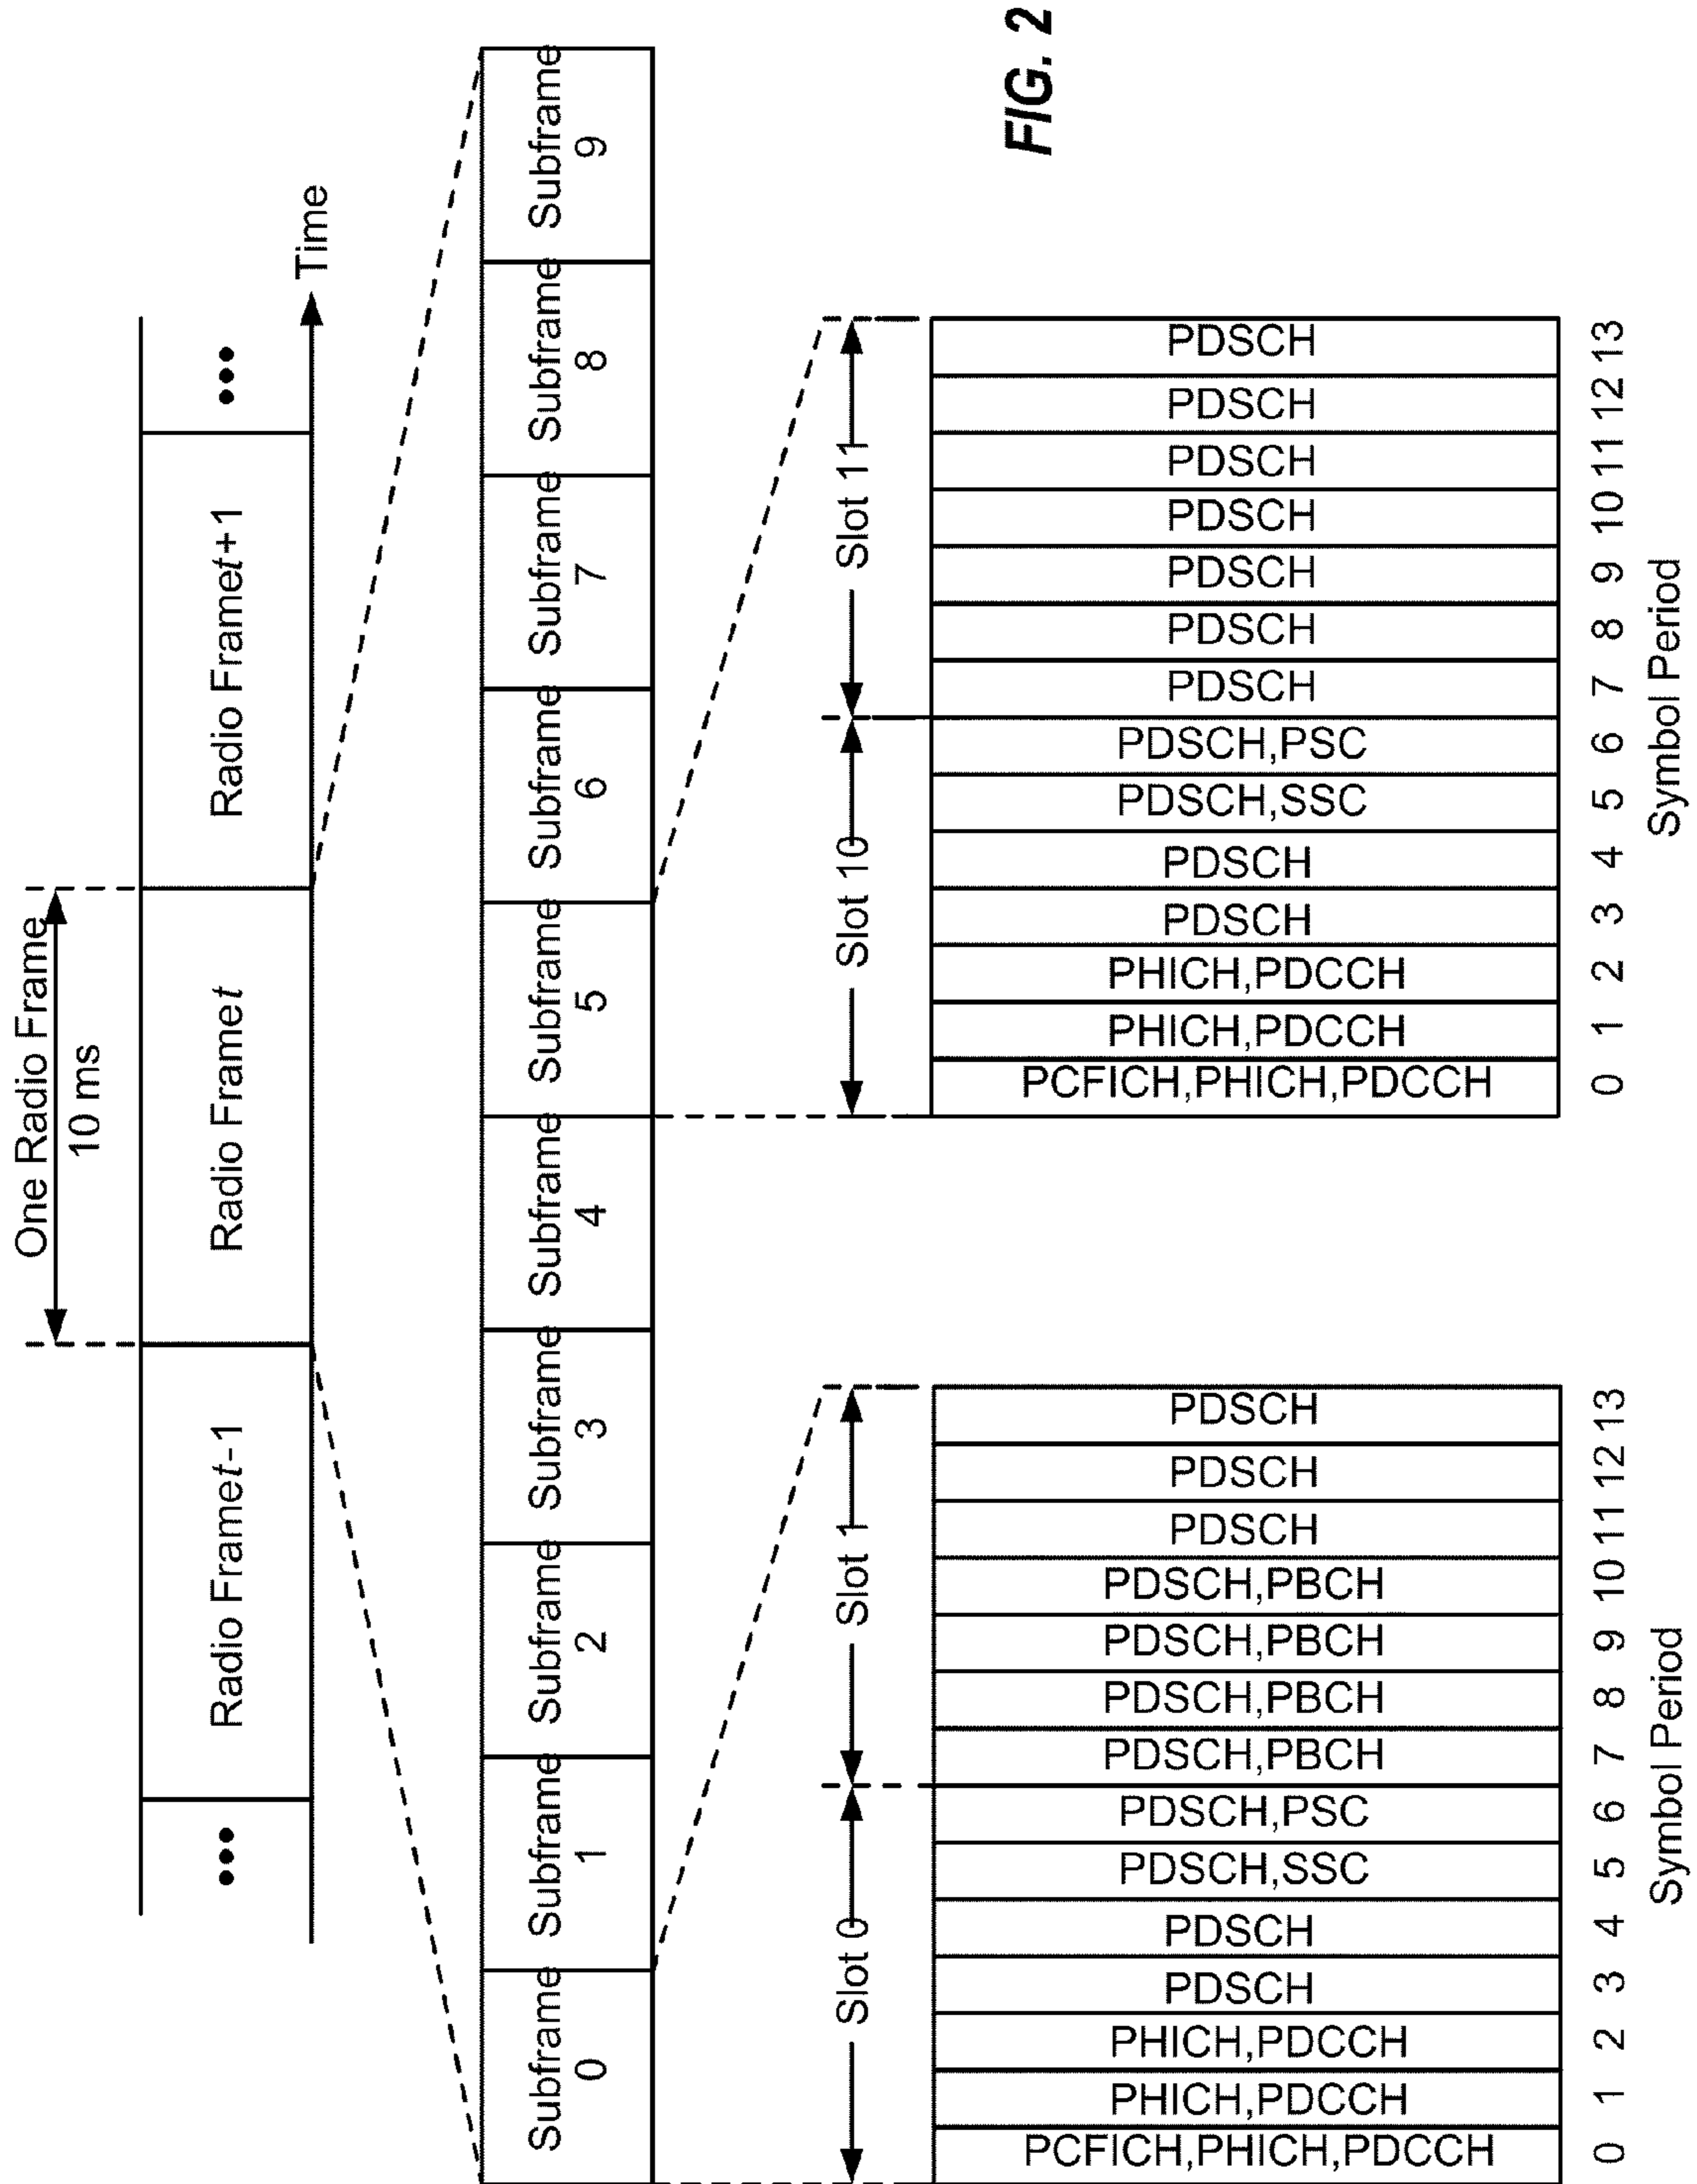 One Radio Frame
10 ms
•••
Radio Frame t-1
Radio Frame t
Radio Frame t+1
•••
Time
Subframe 0
Subframe 1
Subframe 2
Subframe 3
Subframe 4
Subframe 5
Subframe 6
Subframe 7
Subframe 8
Subframe 9
Slot 0
Slot 1
PCFICH,PHICH,PDCCH
PHICH,PDCCH
PHICH,PDCCH
PDSCH
PDSCH
PDSCH,SSC
PDSCH,PSC
PDSCH,PBCH
PDSCH,PBCH
PDSCH,PBCH
PDSCH,PBCH
PDSCH
PDSCH
PDSCH
0 1 2 3 4 5 6 7 8 9 10 11 12 13
Symbol Period
Slot 10
Slot 11
PCFICH,PHICH,PDCCH
PHICH,PDCCH
PHICH,PDCCH
PDSCH
PDSCH
PDSCH,SSC
PDSCH,PSC
PDSCH
PDSCH
PDSCH
PDSCH
PDSCH
PDSCH
PDSCH
0 1 2 3 4 5 6 7 8 9 10 11 12 13
Symbol Period
FIG. 2